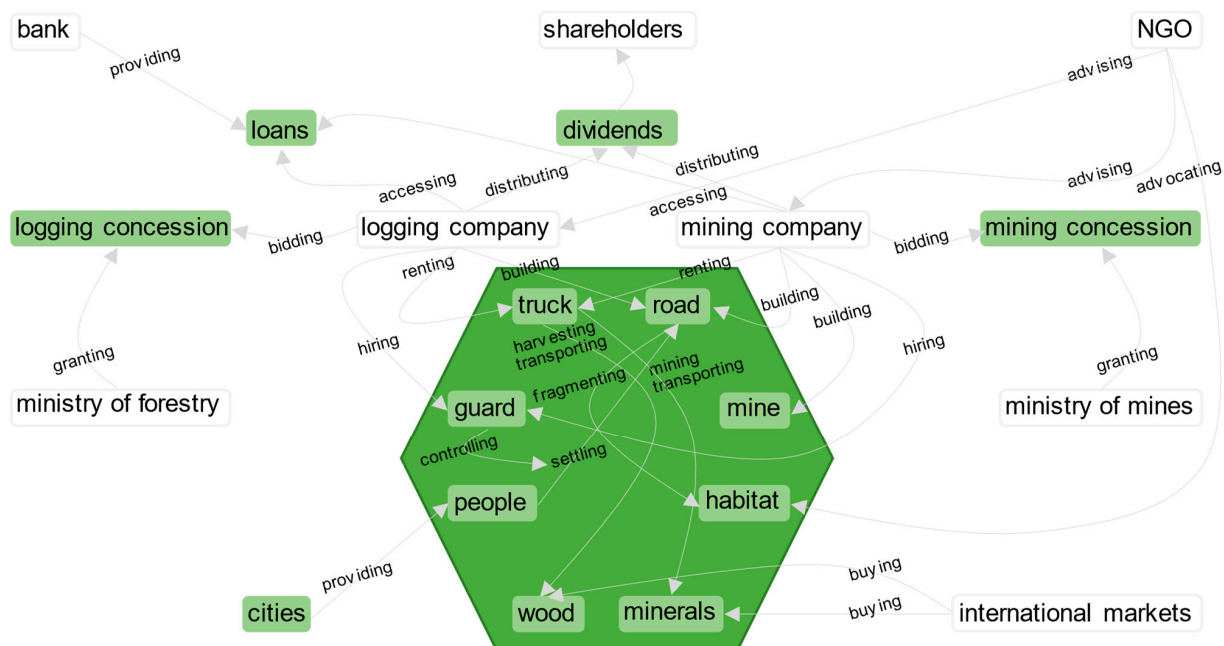 bank
shareholders
NGO
providing
advising
loans
dividends
distributing
advising
accessing
distributing
advocating
accessing
logging concession
logging company
mining company
mining concession
bidding
bidding
renting
building
renting
truck
road
building
building
hiring
harvesting
transporting
hiring
granting
mining
transporting
granting
fragmenting
ministry of forestry
guard
mine
ministry of mines
controlling
settling
people
habitat
providing
buying
cities
wood
minerals
buying
international markets